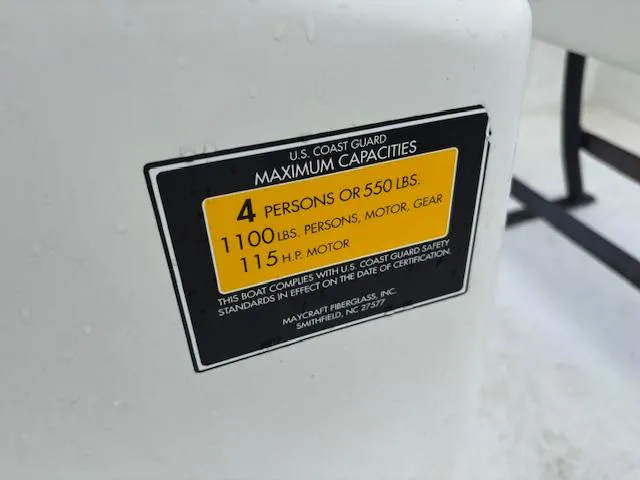 U.S. COAST GUARD
MAXIMUM CAPACITIES
4 PERSONS OR 550 LBS.
1100 LBS. PERSONS, MOTOR, GEAR
115 H.P. MOTOR
THIS BOAT COMPLIES WITH U.S. COAST GUARD SAFETY
STANDARDS IN EFFECT ON THE DATE OF CERTIFICATION.
MAYCRAFT FIBERGLASS, INC.
SMITHFIELD, NC 27577